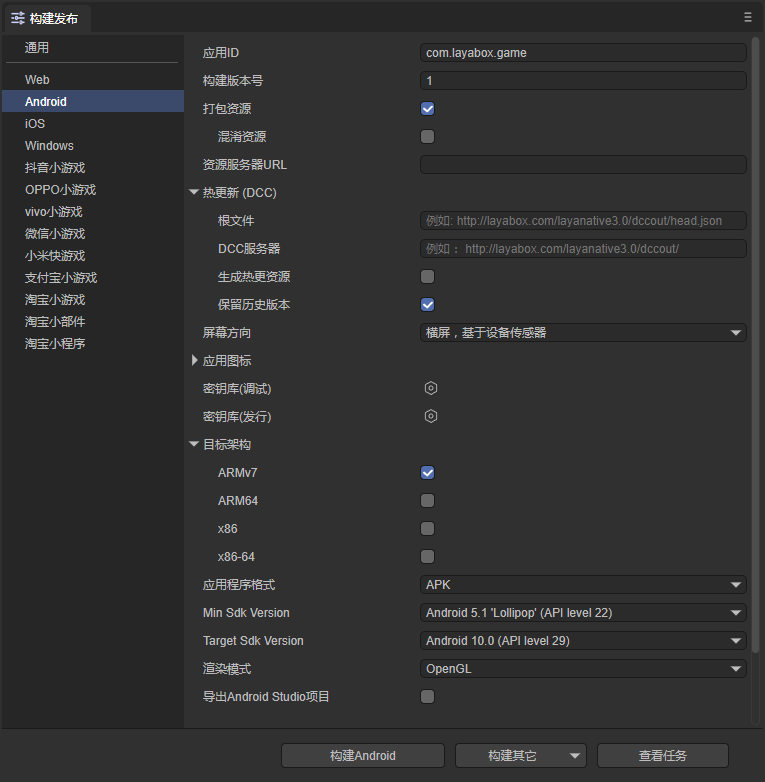 构建发布
通用
Web
Android
iOS
Windows
抖音小游戏
OPPO小游戏
vivo小游戏
微信小游戏
小米快游戏
支付宝小游戏
淘宝小游戏
淘宝小部件
淘宝小程序
应用ID com.layabox.game
构建版本号 1
打包资源
混淆资源
资源服务器URL
热更新 (DCC)
根文件 例如: http://layabox.com/layanative3.0/dccout/head.json
DCC服务器 例如： http://layabox.com/layanative3.0/dccout/
生成热更资源
保留历史版本
屏幕方向 横屏，基于设备传感器
应用图标
密钥库(调试)
密钥库(发行)
目标架构
ARMv7
ARM64
x86
x86-64
应用程序格式 APK
Min Sdk Version Android 5.1 'Lollipop' (API level 22)
Target Sdk Version Android 10.0 (API level 29)
渲染模式 OpenGL
导出Android Studio项目
构建Android 构建其它 查看任务